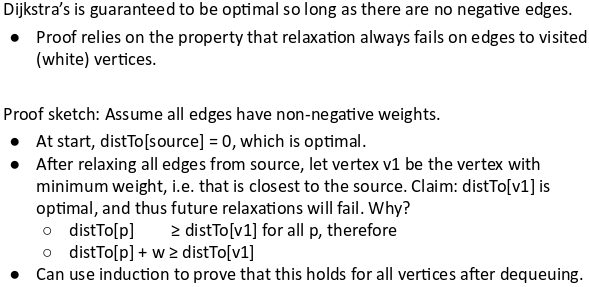 Dijkstra's is guaranteed to be optimal so long as there are no negative edges.
● Proof relies on the property that relaxation always fails on edges to visited
(white) vertices.
Proof sketch: Assume all edges have non-negative weights.
● At start, distTo[source] = 0, which is optimal.
● After relaxing all edges from source, let vertex v1 be the vertex with
minimum weight, i.e. that is closest to the source. Claim: distTo[v1] is
optimal, and thus future relaxations will fail. Why?
○ distTo[p] ≥ distTo[v1] for all p, therefore
○ distTo[p] + w ≥ distTo[v1]
● Can use induction to prove that this holds for all vertices after dequeuing.